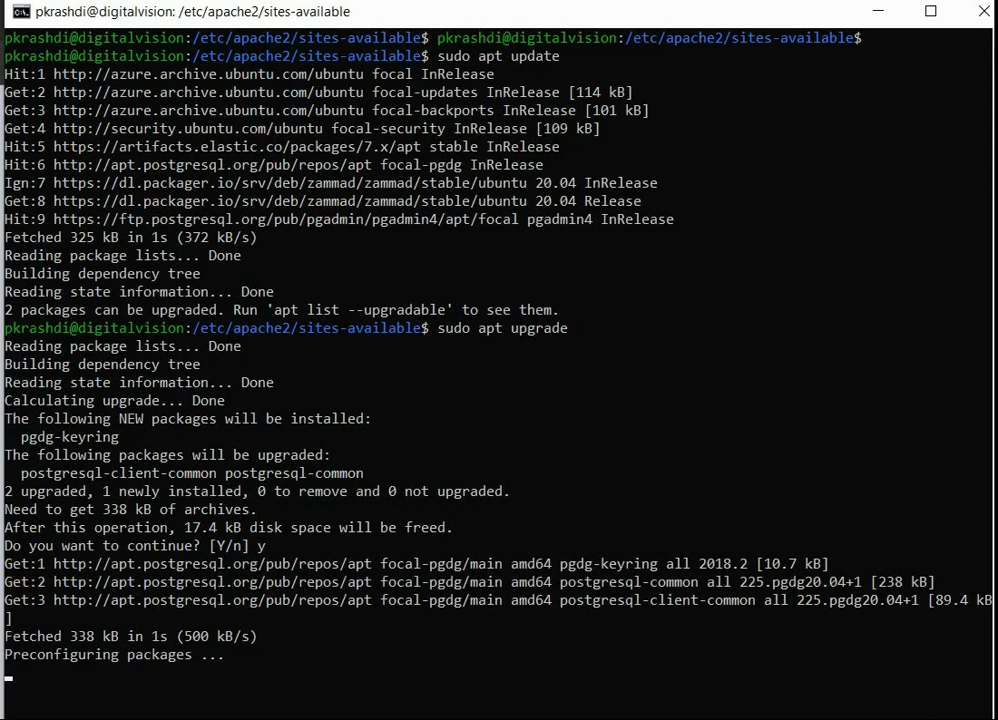 pkrashdi@digitalvision: /etc/apache2/sites-available
pkrashdi@digitalvision:/etc/apache2/sites-available$ pkrashdi@digitalvision:/etc/apache2/sites-available$
pkrashdi@digitalvision:/etc/apache2/sites-available$ sudo apt update
Hit:1 http://azure.archive.ubuntu.com/ubuntu focal InRelease
Get:2 http://azure.archive.ubuntu.com/ubuntu focal-updates InRelease [114 kB]
Get:3 http://azure.archive.ubuntu.com/ubuntu focal-backports InRelease [101 kB]
Get:4 http://security.ubuntu.com/ubuntu focal-security InRelease [109 kB]
Hit:5 https://artifacts.elastic.co/packages/7.x/apt stable InRelease
Hit:6 http://apt.postgresql.org/pub/repos/apt focal-pgdg InRelease
Ign:7 https://dl.packager.io/srv/deb/zammad/zammad/stable/ubuntu 20.04 InRelease
Get:8 https://dl.packager.io/srv/deb/zammad/zammad/stable/ubuntu 20.04 Release
Hit:9 https://ftp.postgresql.org/pub/pgadmin/pgadmin4/apt/focal pgadmin4 InRelease
Fetched 325 kB in 1s (372 kB/s)
Reading package lists... Done
Building dependency tree
Reading state information... Done
2 packages can be upgraded. Run 'apt list --upgradable' to see them.
pkrashdi@digitalvision:/etc/apache2/sites-available$ sudo apt upgrade
Reading package lists... Done
Building dependency tree
Reading state information... Done
Calculating upgrade... Done
The following NEW packages will be installed:
  pgdg-keyring
The following packages will be upgraded:
  postgresql-client-common postgresql-common
2 upgraded, 1 newly installed, 0 to remove and 0 not upgraded.
Need to get 338 kB of archives.
After this operation, 17.4 kB disk space will be freed.
Do you want to continue? [Y/n] y
Get:1 http://apt.postgresql.org/pub/repos/apt focal-pgdg/main amd64 pgdg-keyring all 2018.2 [10.7 kB]
Get:2 http://apt.postgresql.org/pub/repos/apt focal-pgdg/main amd64 postgresql-common all 225.pgdg20.04+1 [238 kB]
Get:3 http://apt.postgresql.org/pub/repos/apt focal-pgdg/main amd64 postgresql-client-common all 225.pgdg20.04+1 [89.4 kB
]
Fetched 338 kB in 1s (500 kB/s)
Preconfiguring packages ...